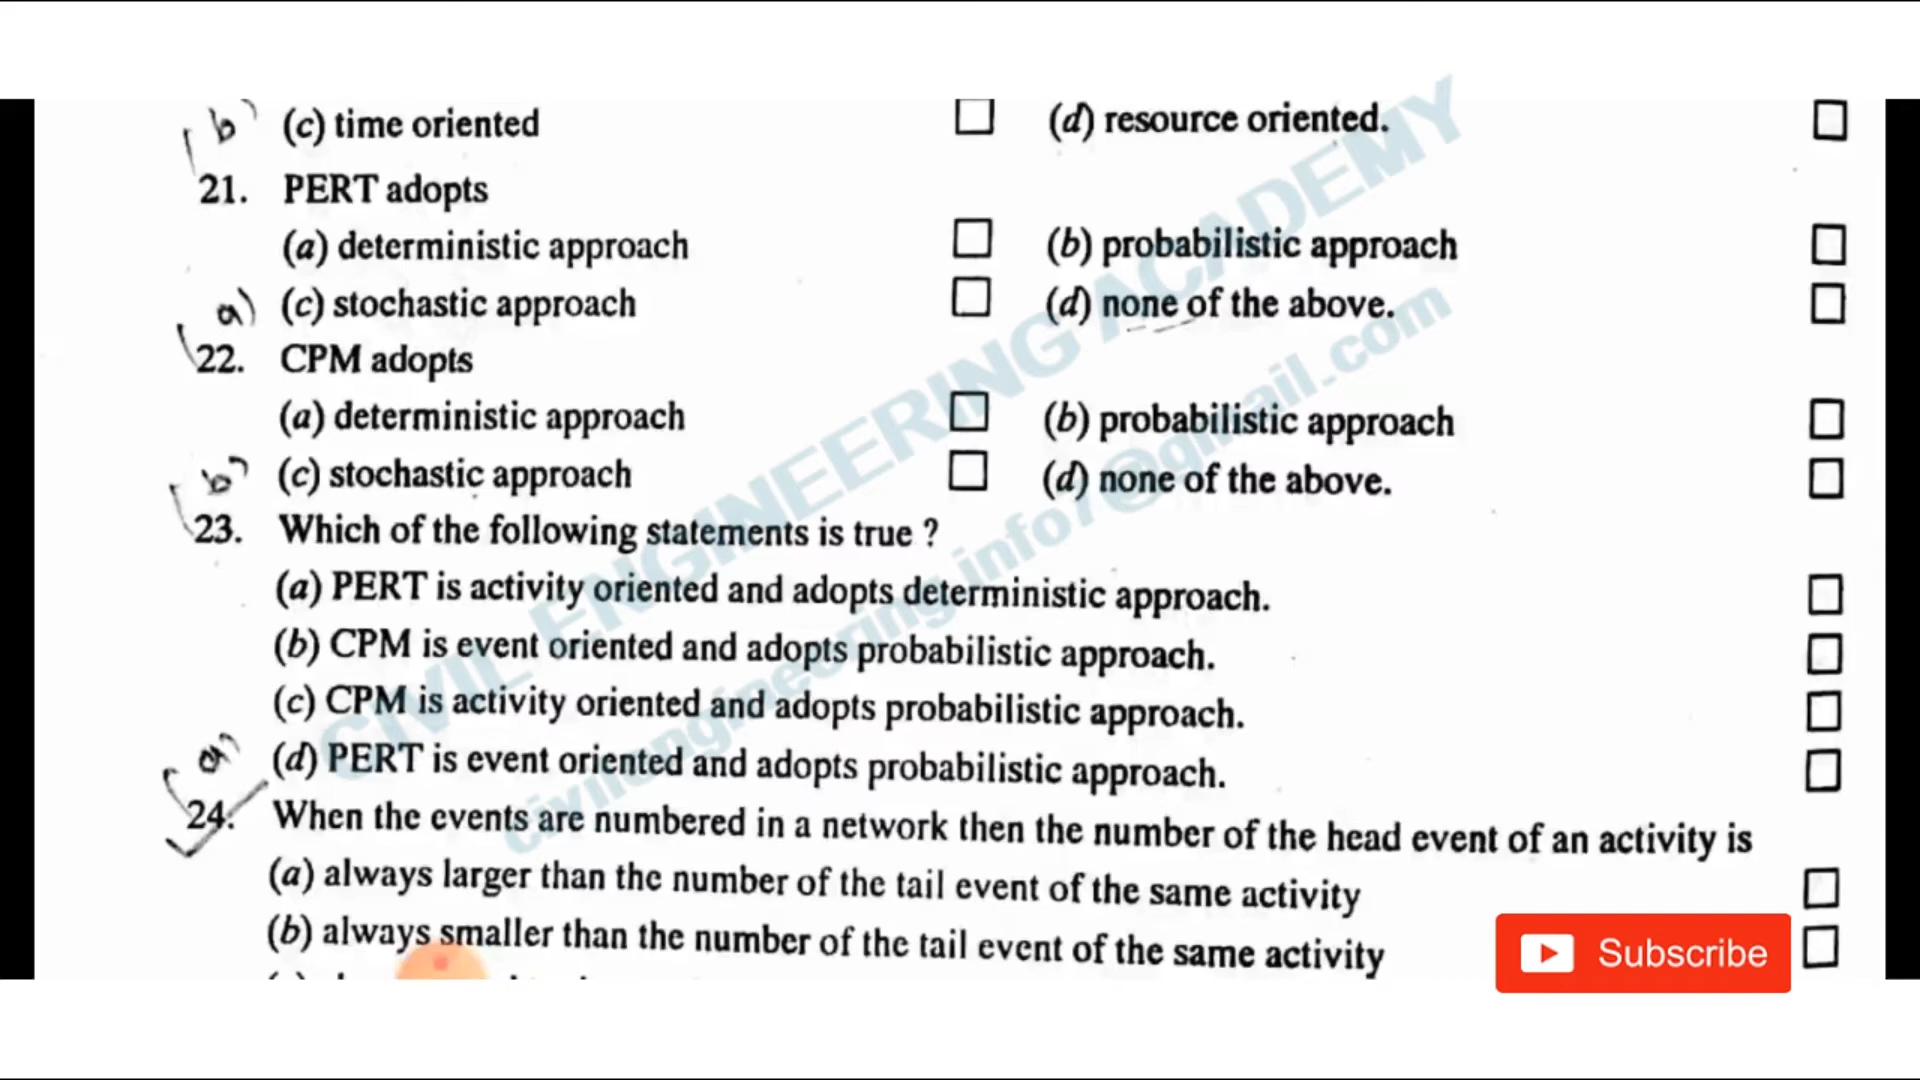 b) (c) time oriented (d) resource oriented.
21. PERT adopts
(a) deterministic approach (b) probabilistic approach
a) (c) stochastic approach (d) none of the above.
22. CPM adopts
(a) deterministic approach (b) probabilistic approach
b) (c) stochastic approach (d) none of the above.
23. Which of the following statements is true ?
(a) PERT is activity oriented and adopts deterministic approach.
(b) CPM is event oriented and adopts probabilistic approach.
(c) CPM is activity oriented and adopts probabilistic approach.
a) (d) PERT is event oriented and adopts probabilistic approach.
24. When the events are numbered in a network then the number of the head event of an activity is
(a) always larger than the number of the tail event of the same activity
(b) always smaller than the number of the tail event of the same activity
Subscribe
CIVIL ENGINEERING ACADEMY
civilengineering.info7@gmail.com